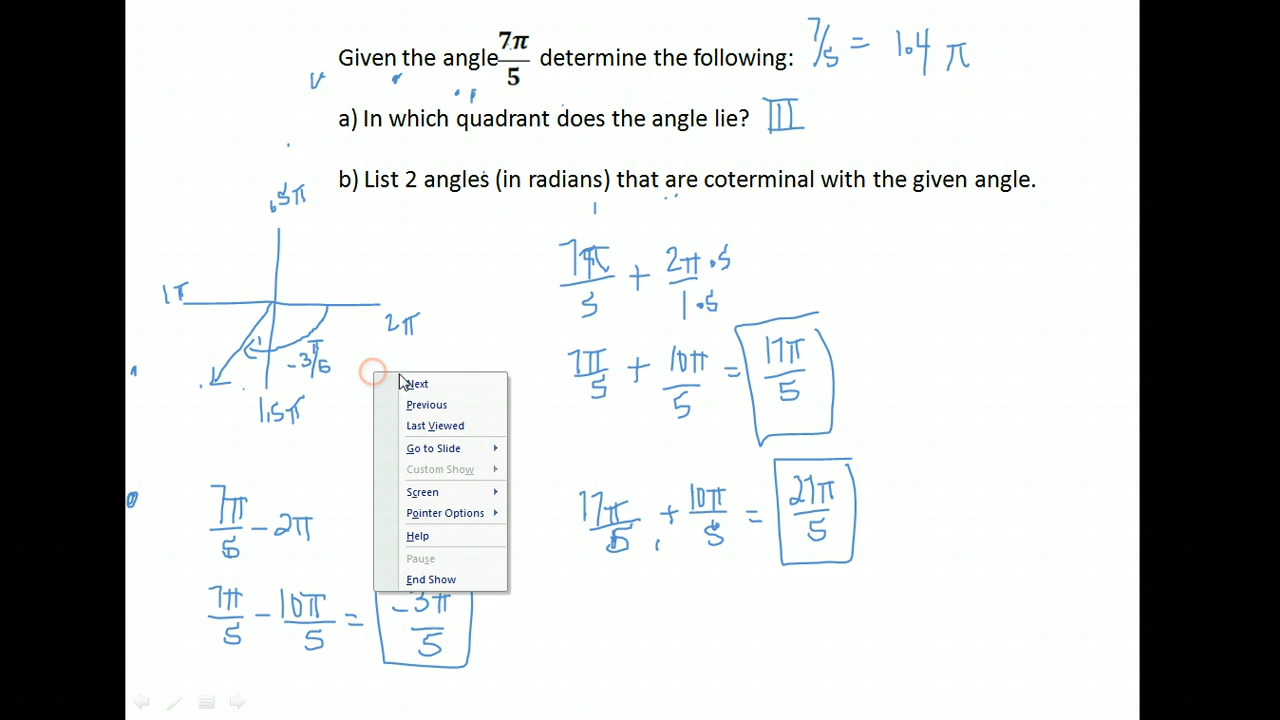 Given the angle 7π/5 determine the following: 7/5 = 1.4 π
a) In which quadrant does the angle lie? III
b) List 2 angles (in radians) that are coterminal with the given angle.
.5π
1π
2π
-3π/5
1.5π
7π/5 + 2π·5/1·5
7π/5 + 10π/5 = 17π/5
17π/5 + 10π/5 = 27π/5
7π/5 - 2π
7π/5 - 10π/5 = -3π/5
Next
Previous
Last Viewed
Go to Slide
Custom Show
Screen
Pointer Options
Help
Pause
End Show